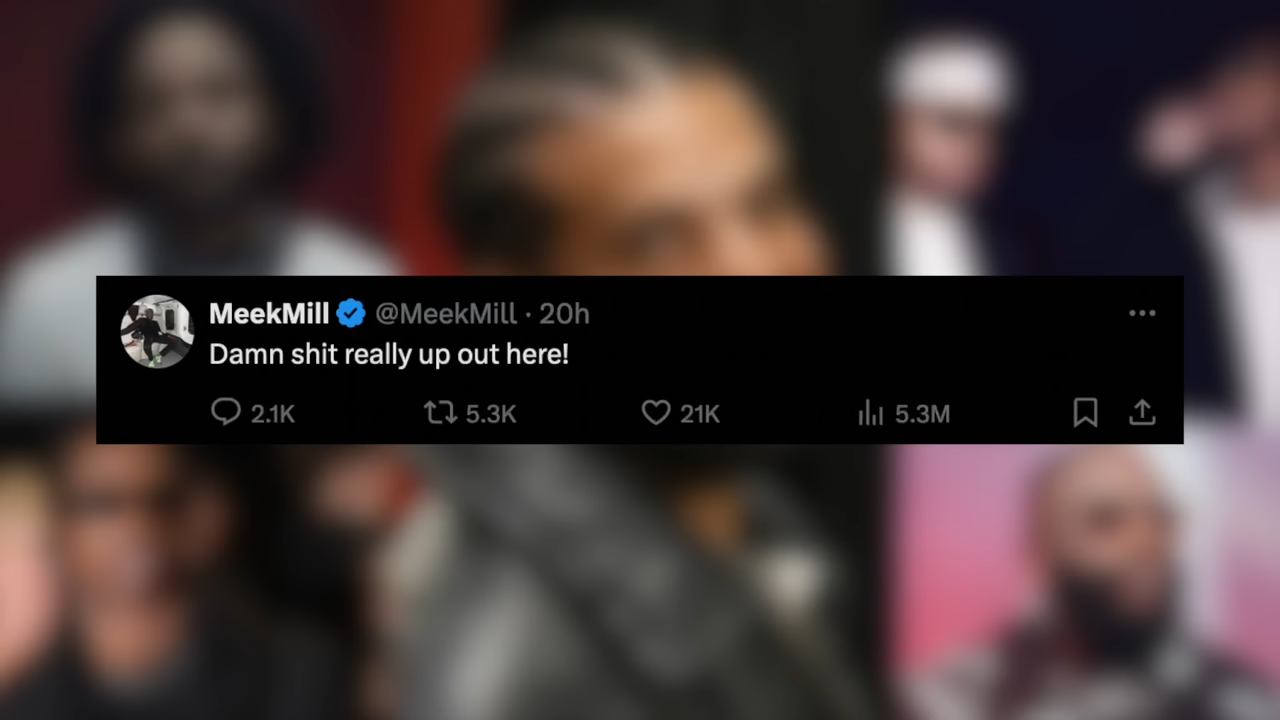 MeekMill @MeekMill · 20h
Damn shit really up out here!
2.1K 5.3K 21K 5.3M